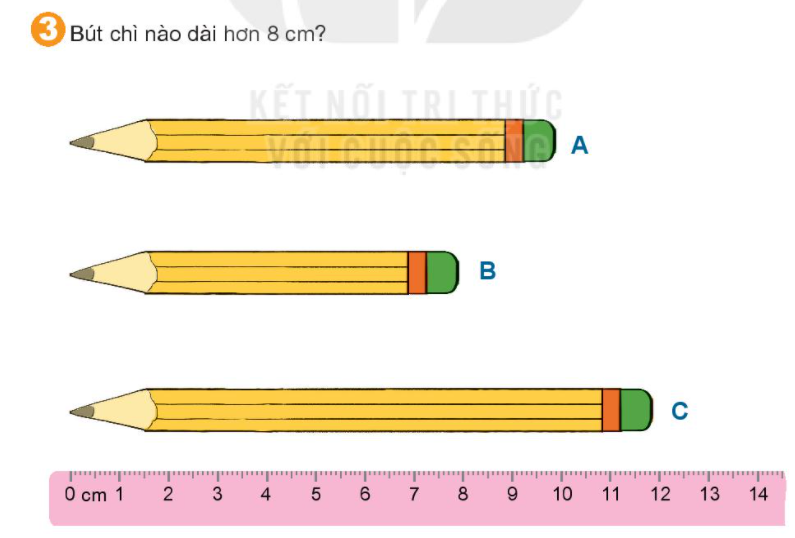 3 Bút chì nào dài hơn 8 cm?
KẾT NỐI TRI THỨC
VỚI CUỘC SỐNG
A
B
C
0 cm 1 2 3 4 5 6 7 8 9 10 11 12 13 14